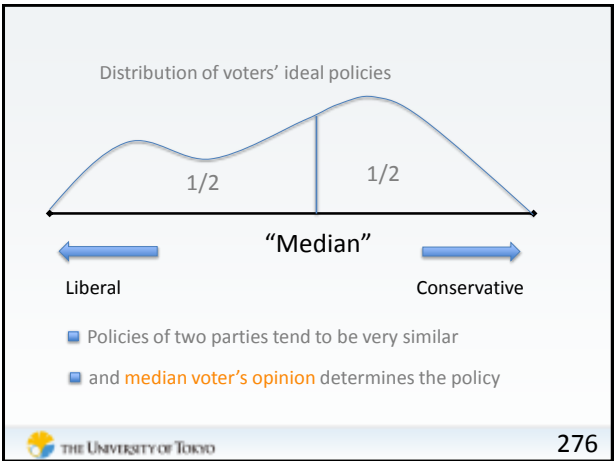 Distribution of voters’ ideal policies
1/2
1/2
“Median”
Liberal
Conservative
Policies of two parties tend to be very similar
and median voter’s opinion determines the policy
THE UNIVERSITY OF TOKYO
276